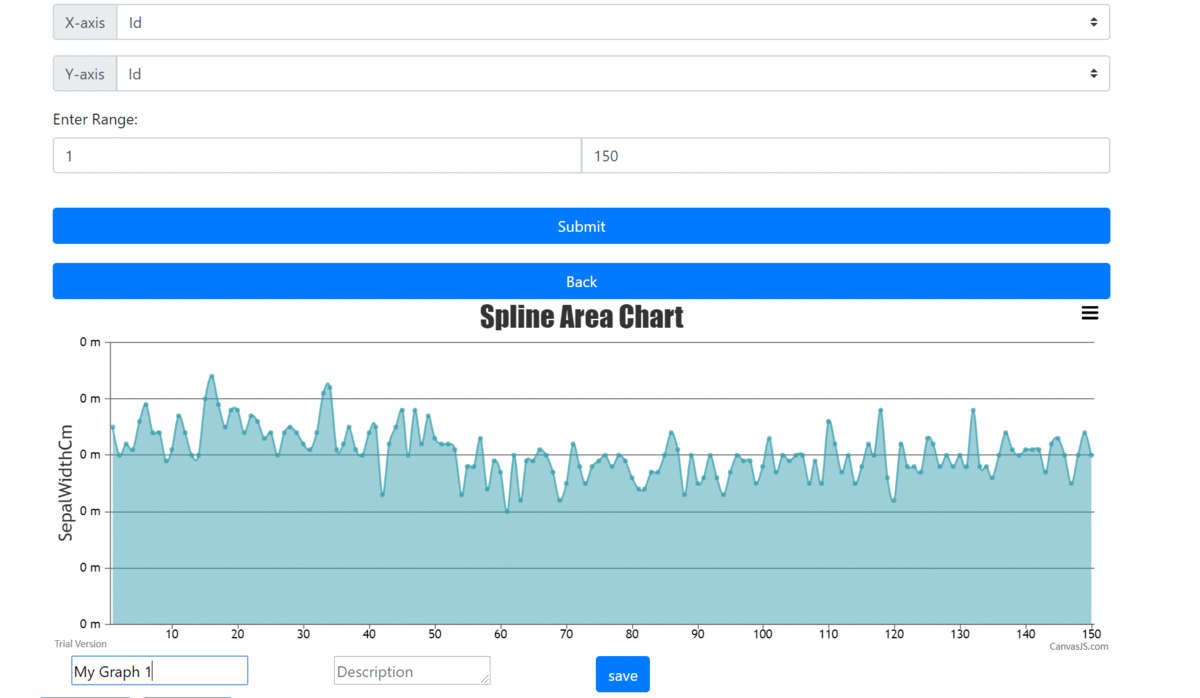 X-axis Id
Y-axis Id
Enter Range:
1 150
Submit
Back
Spline Area Chart
0 m
0 m
0 m
0 m
0 m
0 m
SepalWidthCm
10 20 30 40 50 60 70 80 90 100 110 120 130 140 150
Trial Version CanvasJS.com
My Graph 1 Description save